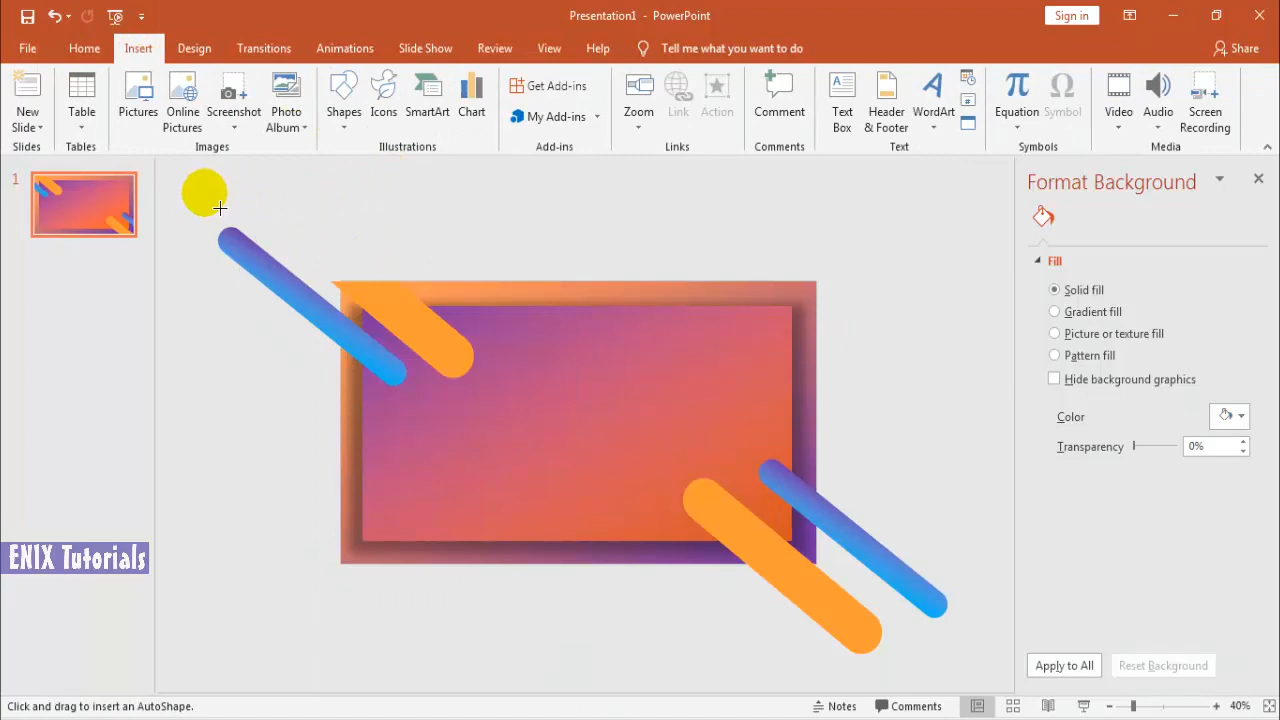 Presentation1 - PowerPoint
Sign in
File Home Insert Design Transitions Animations Slide Show Review View Help Tell me what you want to do Share
New Slide
Table
Pictures
Online Pictures
Screenshot
Photo Album
Shapes
Icons
SmartArt
Chart
Get Add-ins
My Add-ins
Zoom
Link
Action
Comment
Text Box
Header & Footer
WordArt
Equation
Symbol
Video
Audio
Screen Recording
Slides Tables Images Illustrations Add-ins Links Comments Text Symbols Media
1
Format Background
Fill
Solid fill
Gradient fill
Picture or texture fill
Pattern fill
Hide background graphics
Color
Transparency 0%
EN1X Tutorials
Apply to All Reset Background
Click and drag to insert an AutoShape. Notes Comments 40%